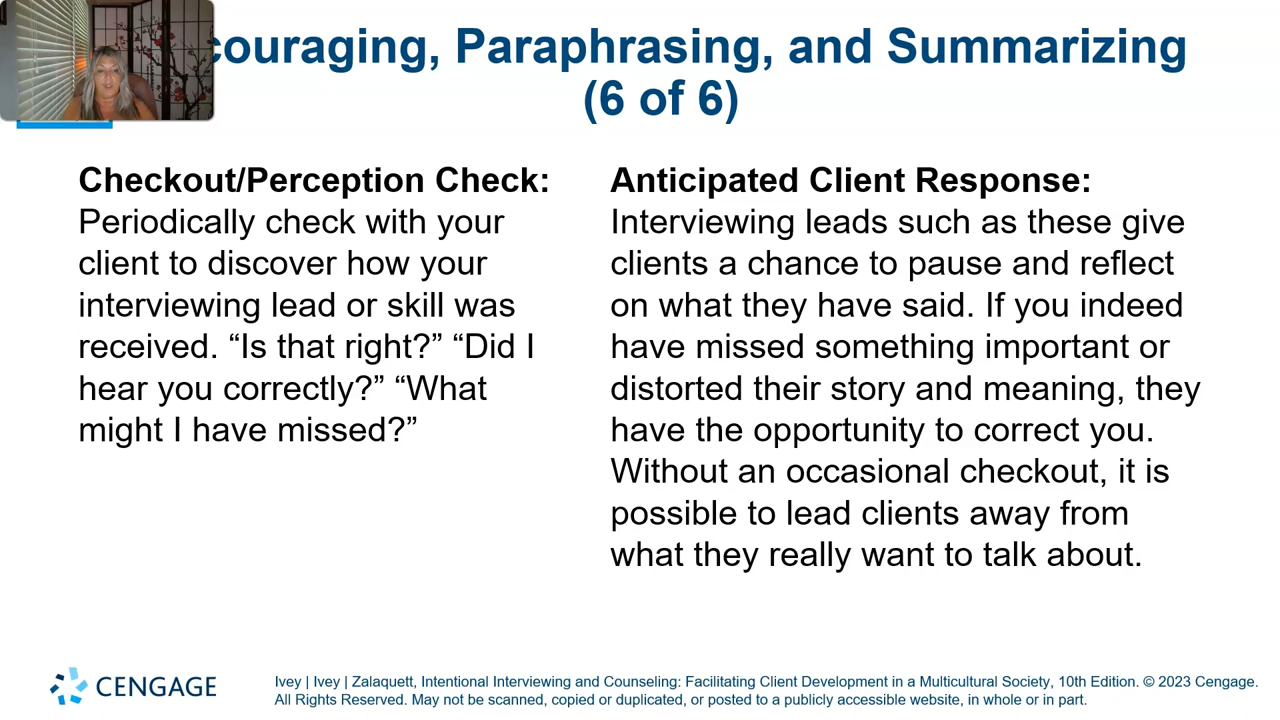 couraging, Paraphrasing, and Summarizing
(6 of 6)
Checkout/Perception Check:
Periodically check with your
client to discover how your
interviewing lead or skill was
received. “Is that right?” “Did I
hear you correctly?” “What
might I have missed?”
Anticipated Client Response:
Interviewing leads such as these give
clients a chance to pause and reflect
on what they have said. If you indeed
have missed something important or
distorted their story and meaning, they
have the opportunity to correct you.
Without an occasional checkout, it is
possible to lead clients away from
what they really want to talk about.
CENGAGE
Ivey | Ivey | Zalaquett, Intentional Interviewing and Counseling: Facilitating Client Development in a Multicultural Society, 10th Edition. © 2023 Cengage.
All Rights Reserved. May not be scanned, copied or duplicated, or posted to a publicly accessible website, in whole or in part.